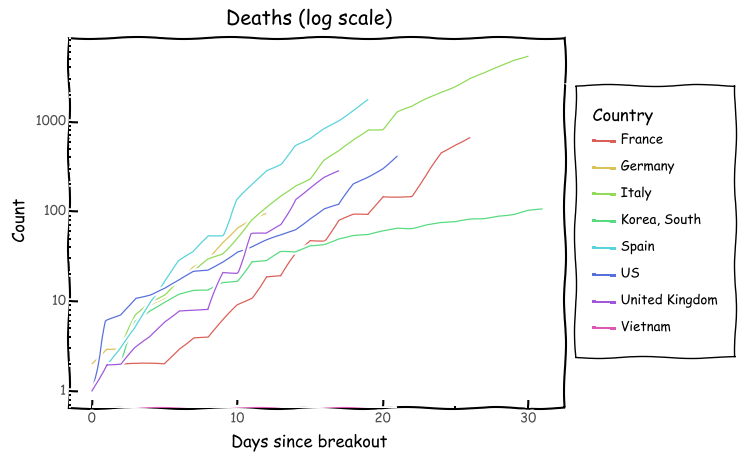 Deaths (log scale)
Count
1000
100
10
1
0
10
20
30
Days since breakout
Country
France
Germany
Italy
Korea, South
Spain
US
United Kingdom
Vietnam